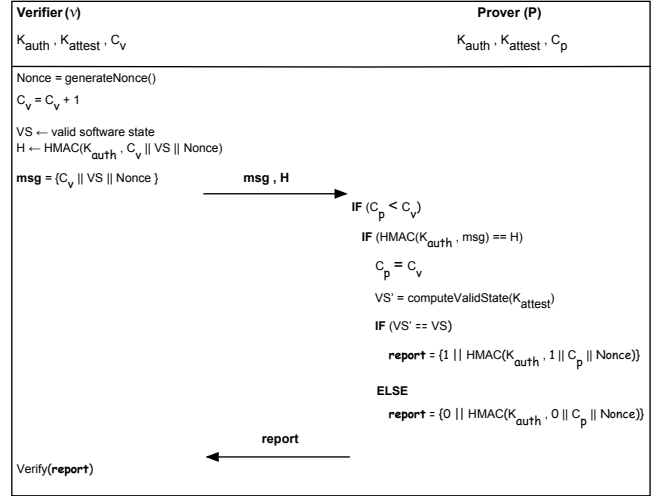 Verifier (ν)
Prover (P)
K_auth , K_attest , C_v
K_auth , K_attest , C_p
Nonce = generateNonce()
C_v = C_v + 1
VS ← valid software state
H ← HMAC(K_auth , C_v || VS || Nonce)
msg = {C_v || VS || Nonce }
msg , H
IF (C_p < C_v)
IF (HMAC(K_auth , msg) == H)
C_p = C_v
VS' = computeValidState(K_attest)
IF (VS' == VS)
report = {1 || HMAC(K_auth , 1 || C_p || Nonce)}
ELSE
report = {0 || HMAC(K_auth , 0 || C_p || Nonce)}
report
Verify(report)